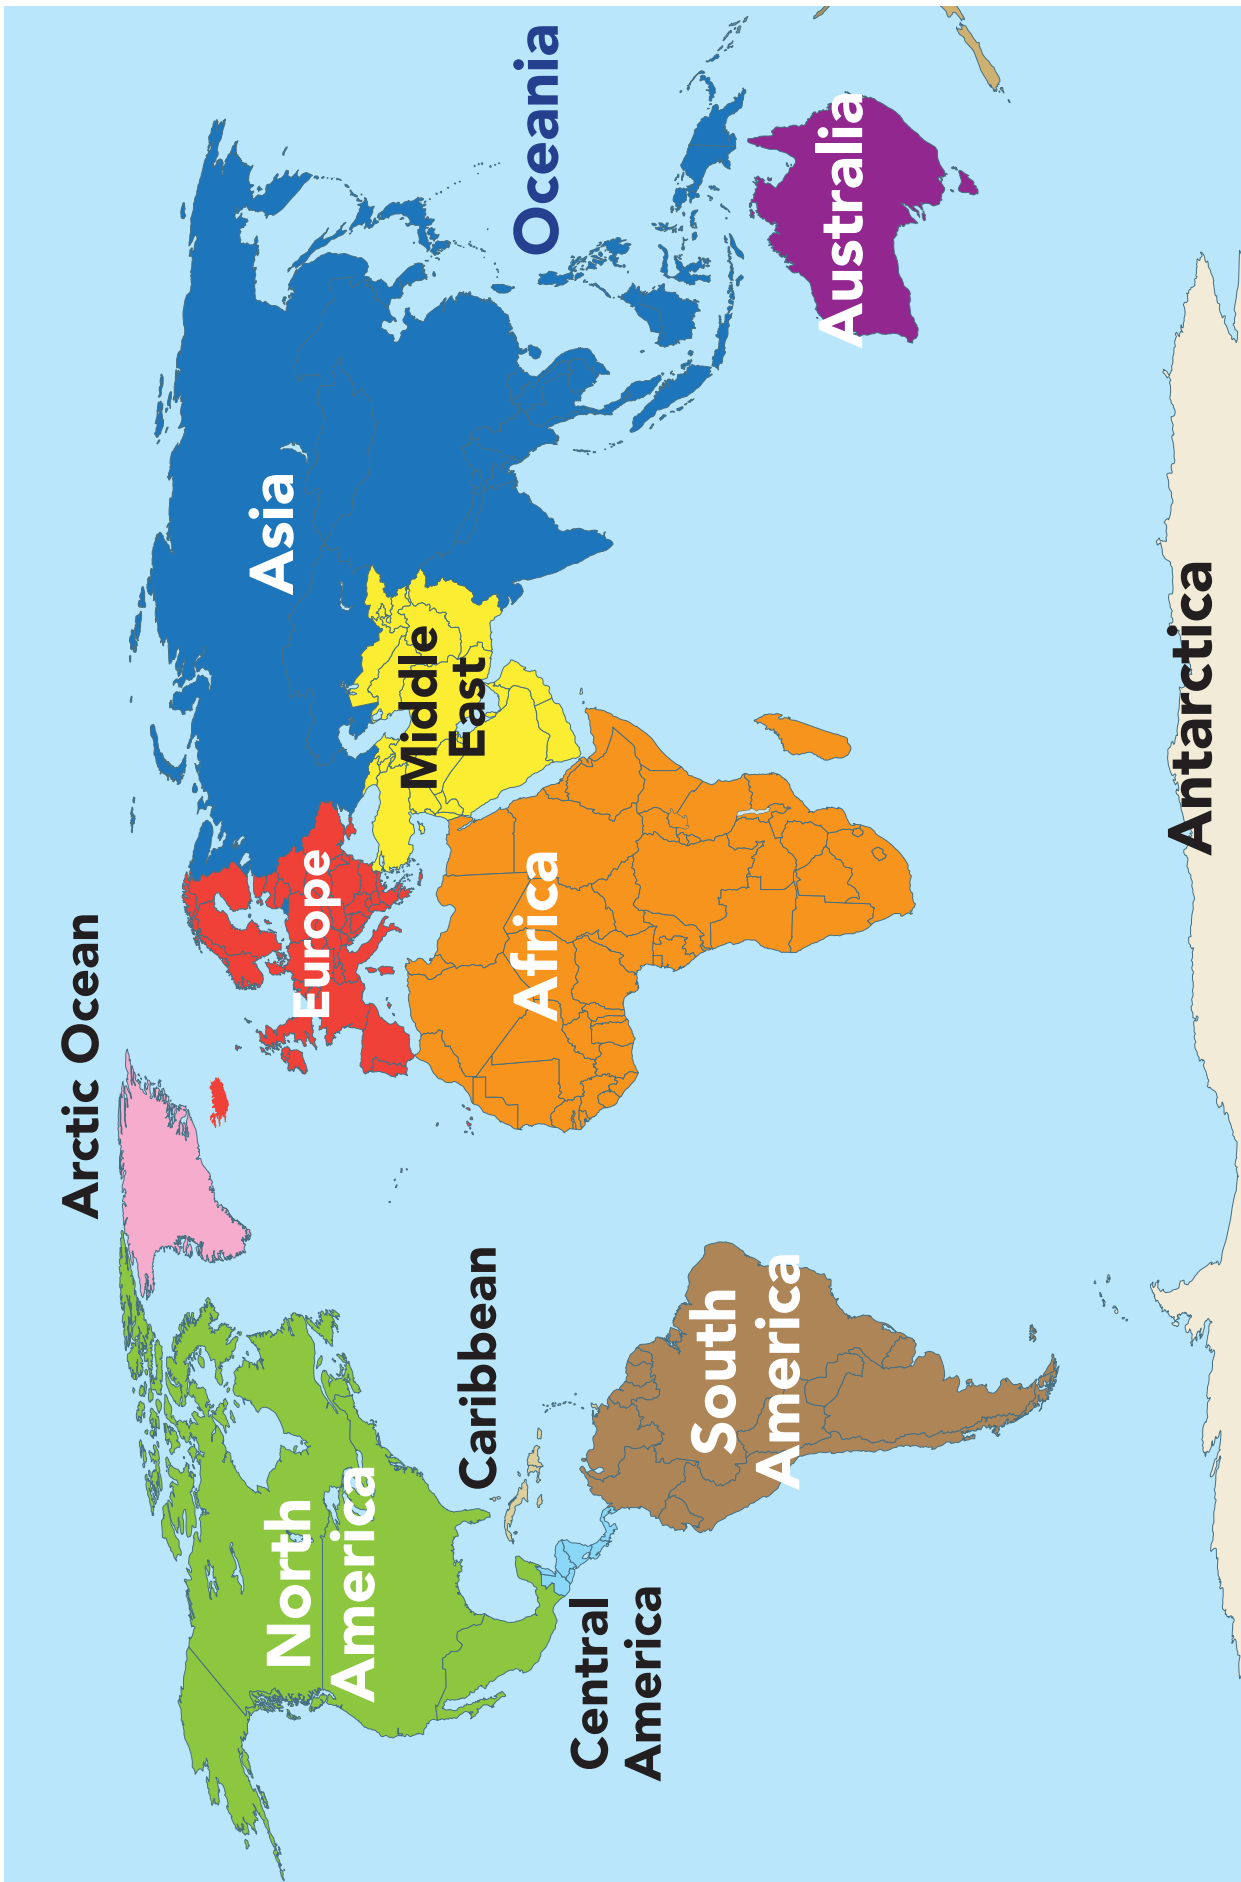 Arctic Ocean
North
America
Europe
Asia
Middle
East
Caribbean
Central
America
Africa
Oceania
South
America
Australia
Antarctica